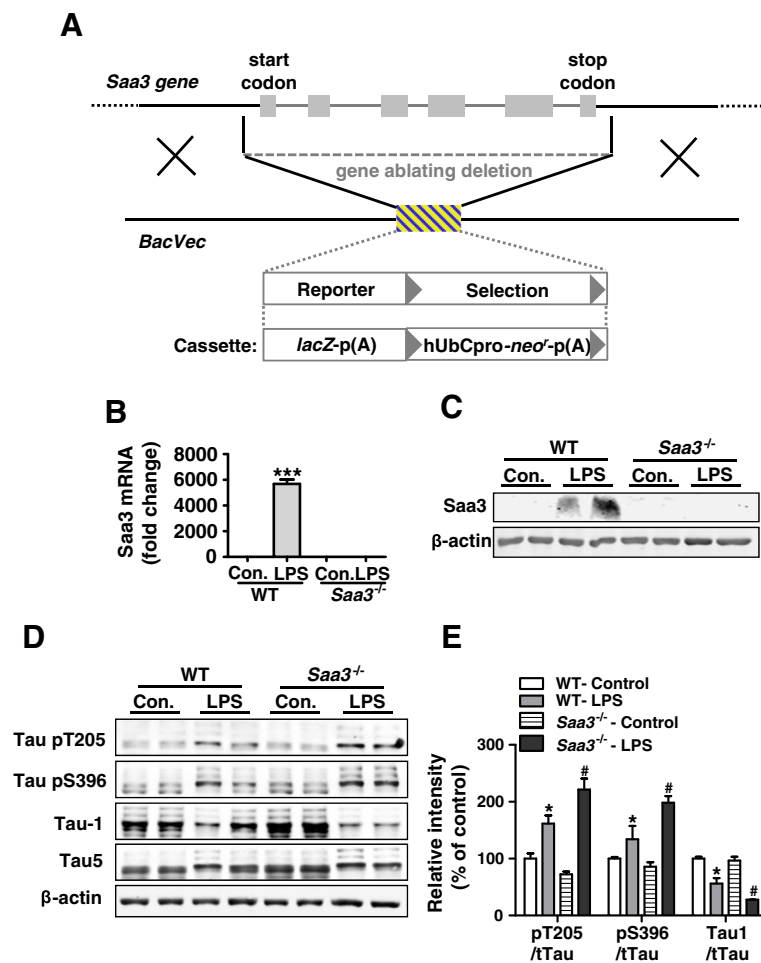 A
start codon
stop codon
Saa3 gene
gene ablating deletion
BacVec
Reporter
Selection
Cassette:
lacZ-p(A)
hUbCpro-neoʳ-p(A)
B
Saa3 mRNA
(fold change)
8000
6000
4000
2000
0
***
Con. LPS
Con. LPS
WT
Saa3⁻/⁻
C
WT
Saa3⁻/⁻
Con.
LPS
Con.
LPS
Saa3
β-actin
D
WT
Saa3⁻/⁻
Con.
LPS
Con.
LPS
Tau pT205
Tau pS396
Tau-1
Tau5
β-actin
E
WT- Control
WT- LPS
Saa3⁻/⁻ - Control
Saa3⁻/⁻ - LPS
Relative intensity
(% of control)
300
200
100
0
*
#
*
#
*
#
pT205
/tTau
pS396
/tTau
Tau1
/tTau